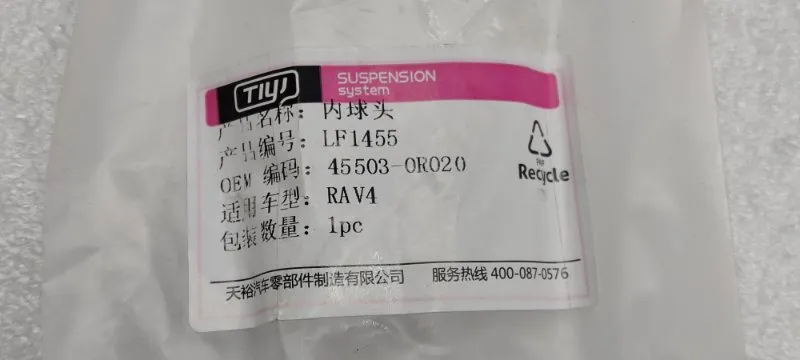 TIYI
SUSPENSION
system
产品名称: 内球头
产品编号: LF1455
OEM 编码: 45503-0R020
适用车型: RAV4
包装数量: 1pc
PAP
Recycle
天裕汽车零部件制造有限公司 服务热线 400-087-0576